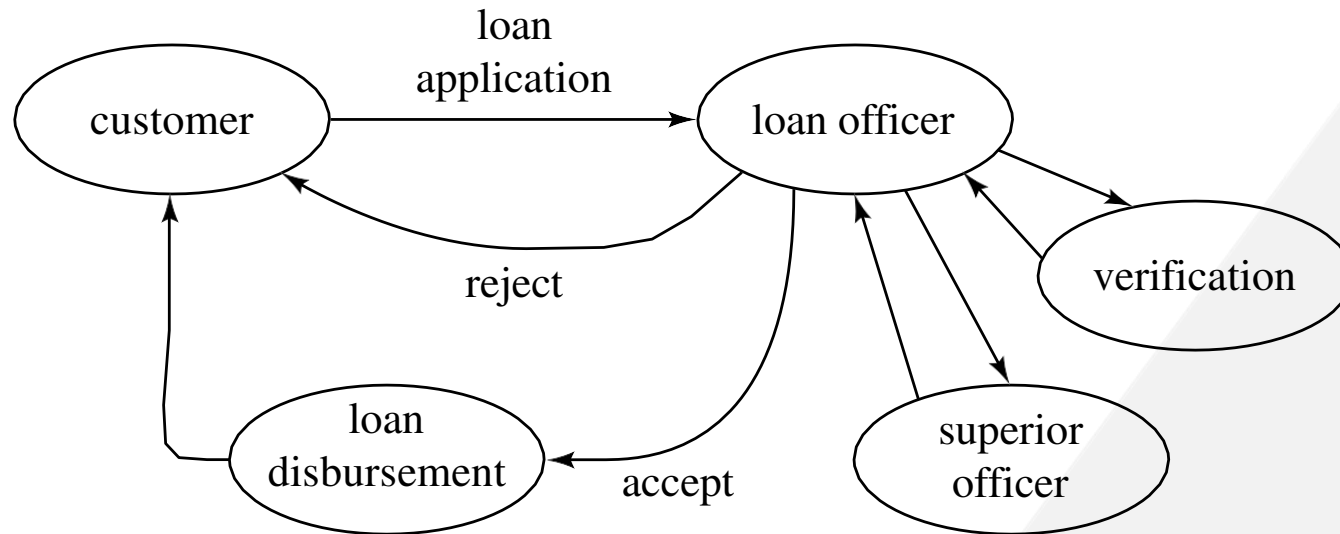 loan
application
customer
loan officer
verification
reject
loan
disbursement
accept
superior
officer